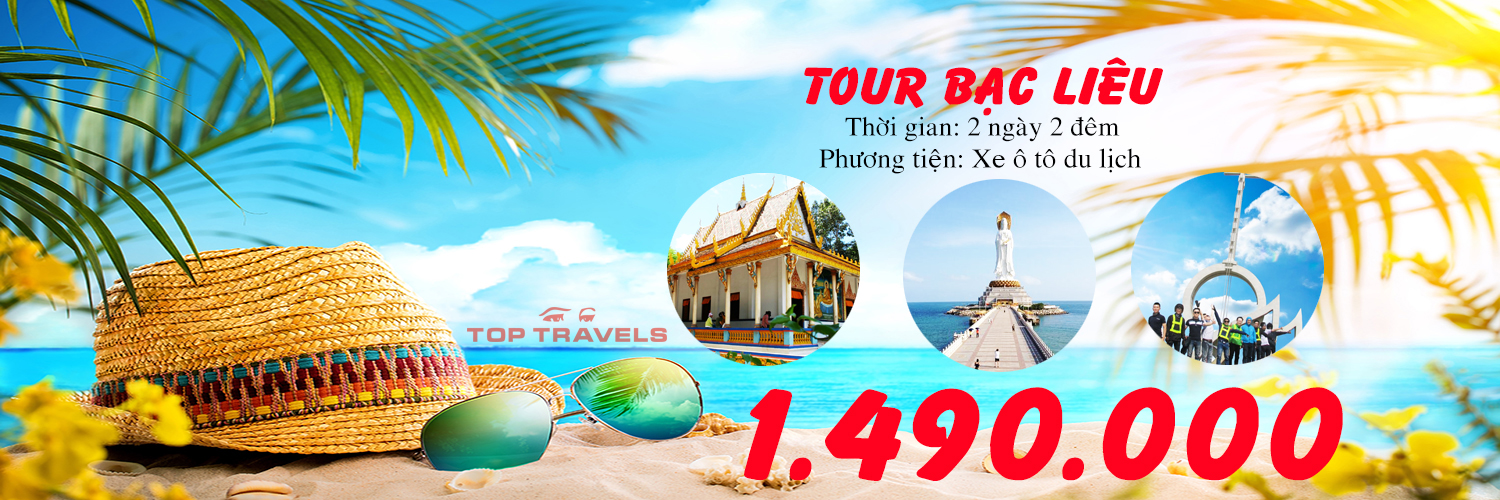 TOUR BẠC LIÊU
Thời gian: 2 ngày 2 đêm
Phương tiện: Xe ô tô du lịch
TOP TRAVELS
1.490.000